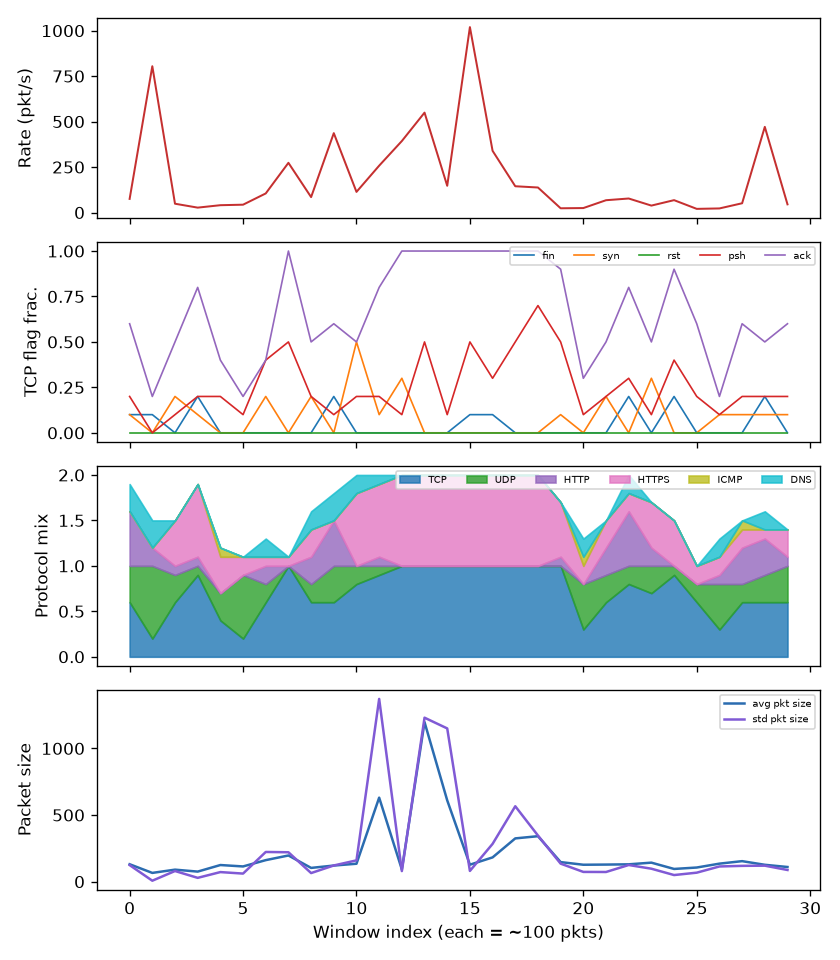 1000
750
500
250
0
Rate (pkt/s)
1.00
0.75
0.50
0.25
0.00
TCP flag frac.
fin syn rst psh ack
2.0
1.5
1.0
0.5
0.0
Protocol mix
TCP UDP HTTP HTTPS ICMP DNS
1000
500
0
Packet size
avg pkt size
std pkt size
0 5 10 15 20 25 30
Window index (each = ~100 pkts)